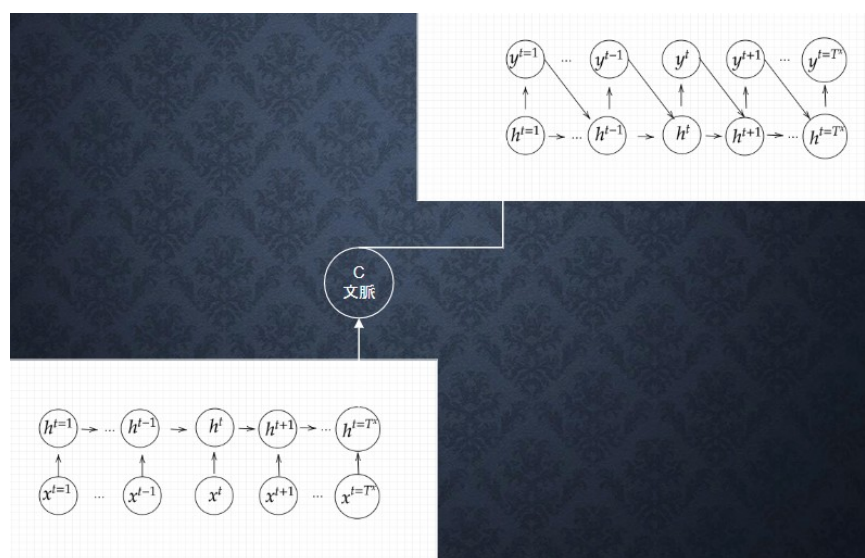 y^{t=1} ... y^{t-1} y^{t} y^{t+1} ... y^{t=T^x}
h^{t=1} ... h^{t-1} h^{t} h^{t+1} ... h^{t=T^x}
C
文脈
h^{t=1} ... h^{t-1} h^{t} h^{t+1} ... h^{t=T^x}
x^{t=1} ... x^{t-1} x^{t} x^{t+1} ... x^{t=T^x}